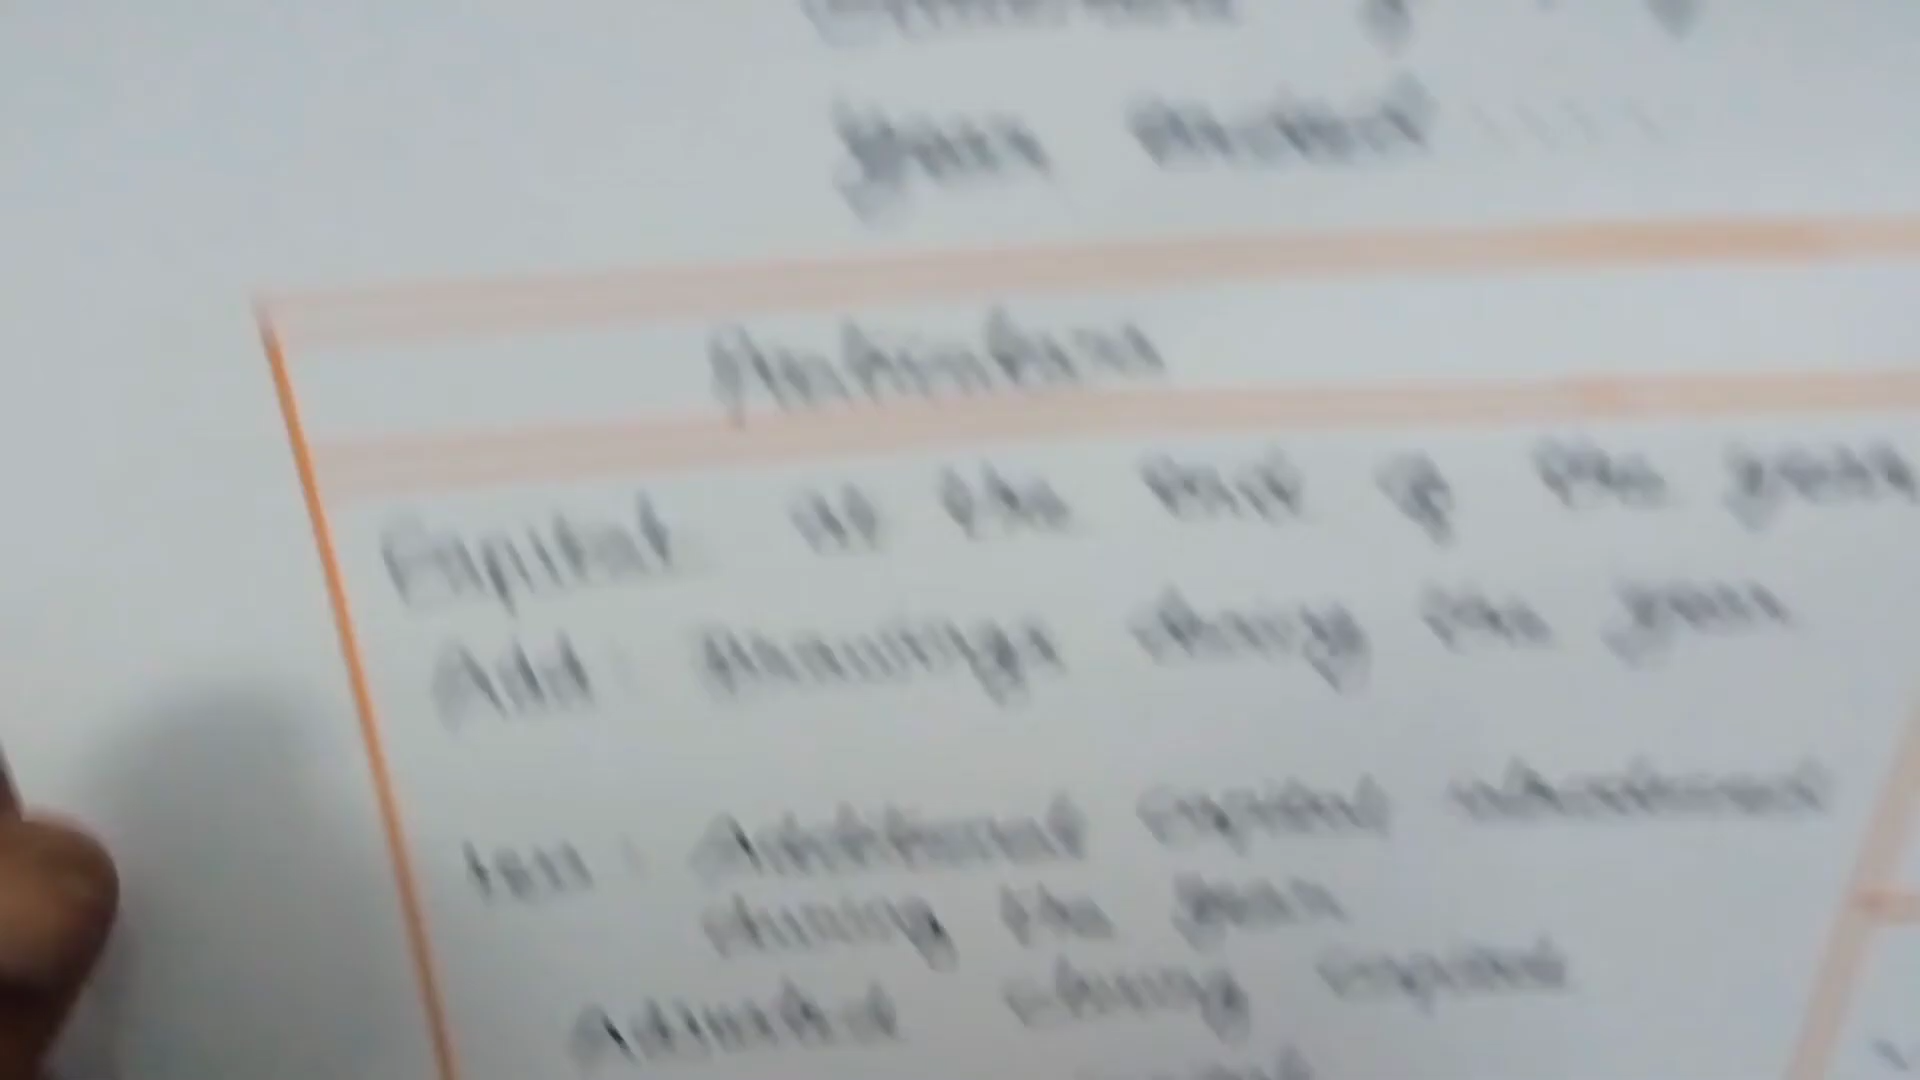 year ended
Particulars
Capital at the end of the year
Add : Drawings during the year
Less : Additional capital introduced
during the year
Adjusted closing capital